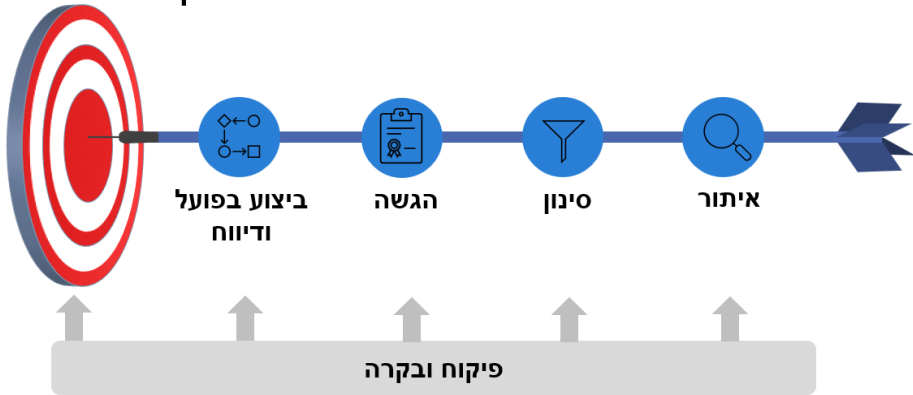 איתור
סינון
הגשה
ביצוע בפועל
ודיווח
פיקוח ובקרה